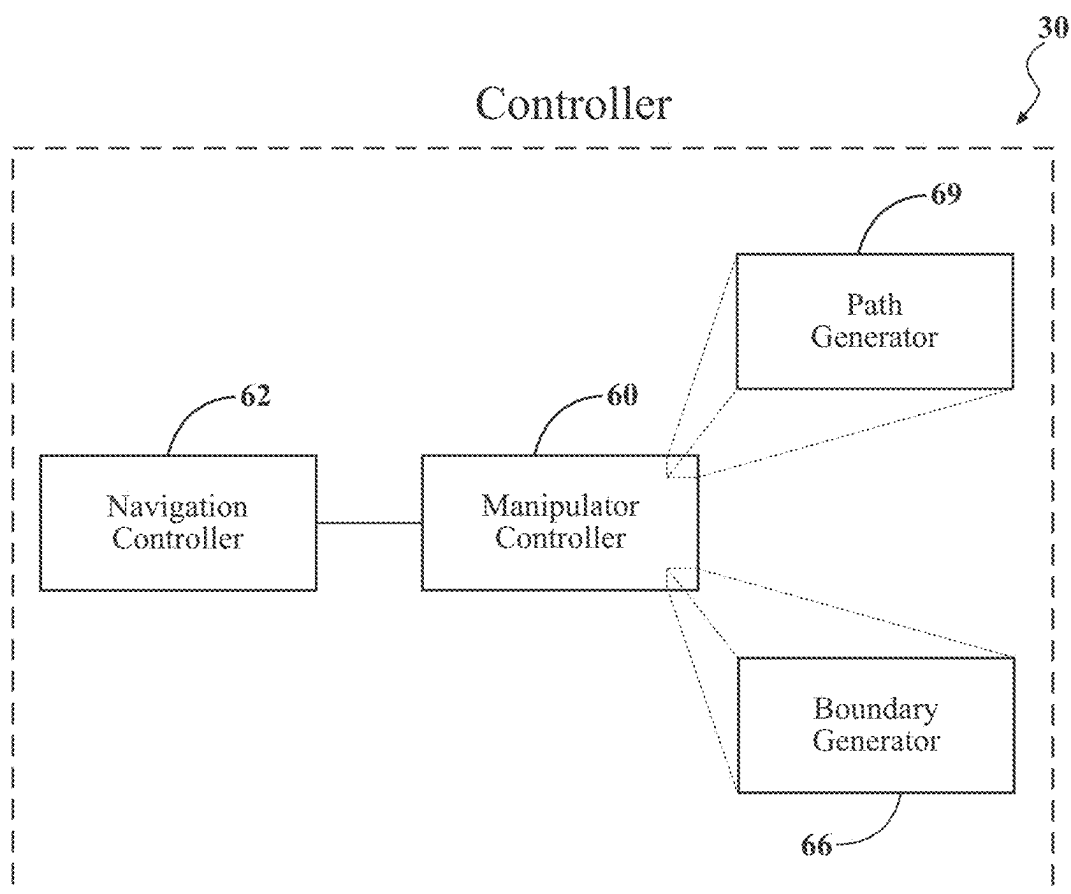 30
Controller
69
Path
Generator
62
60
Navigation
Controller
Manipulator
Controller
Boundary
Generator
66